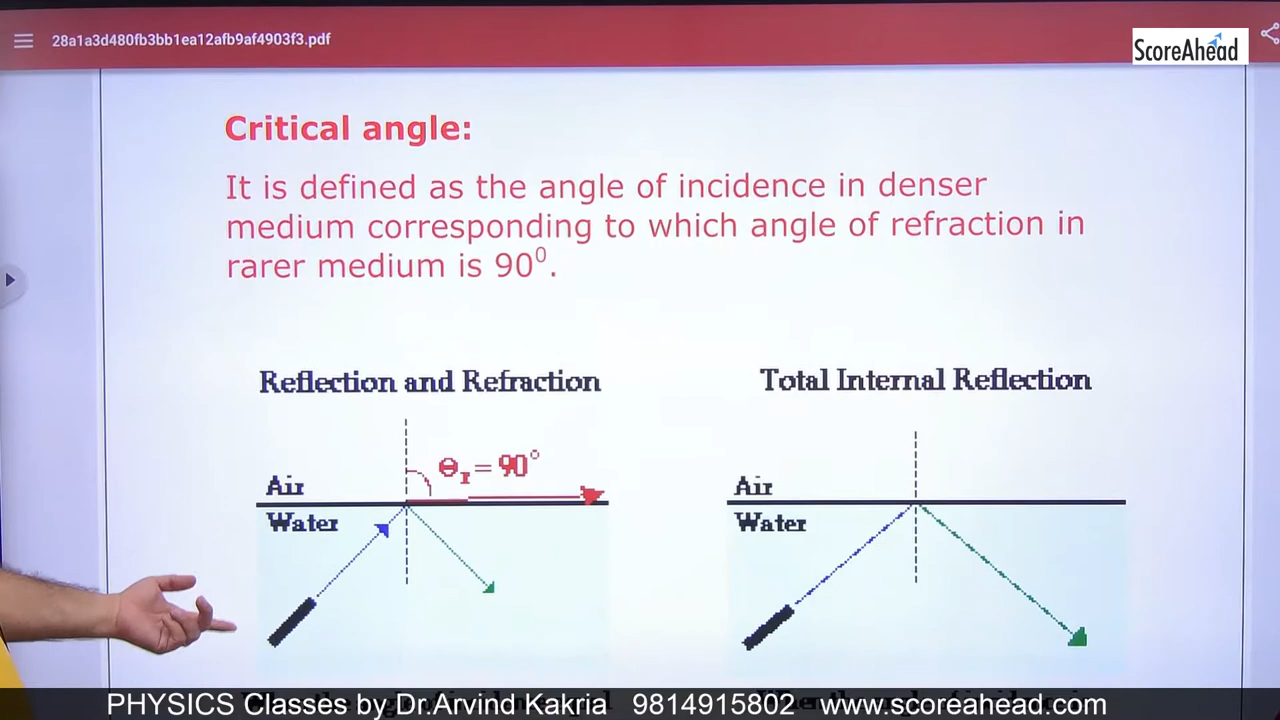 28a1a3d480fb3bb1ea12afb9af4903f3.pdf
ScoreAhead
Critical angle:
It is defined as the angle of incidence in denser
medium corresponding to which angle of refraction in
rarer medium is 90⁰.
Reflection and Refraction
Θr = 90°
Air
Water
Total Internal Reflection
Air
Water
PHYSICS Classes by Dr.Arvind Kakria 9814915802 www.scoreahead.com